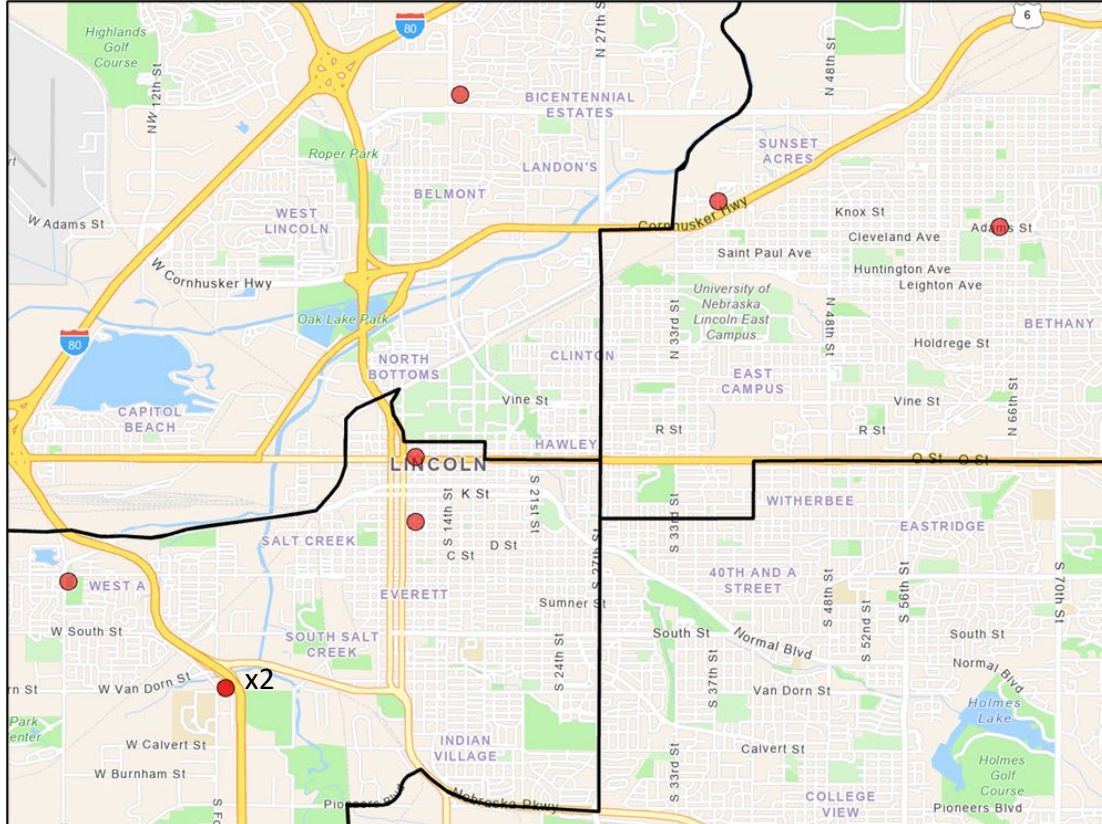 Highlands
Golf
Course
80
N 27th St
6
NW 12th St
N 48th St
BICENTENNIAL
ESTATES
SUNSET
ACRES
Roper Park
LANDON'S
BELMONT
WEST
LINCOLN
W Adams St
Cornhusker Hwy
Knox St
Adams St
Cleveland Ave
Saint Paul Ave
W Cornhusker Hwy
Huntington Ave
Leighton Ave
University of
Nebraska
Lincoln East
Campus
Oak Lake Park
N 33rd St
N 48th St
BETHANY
80
Holdrege St
NORTH
BOTTOMS
CLINTON
EAST
CAMPUS
Vine St
Vine St
N 66th St
CAPITOL
BEACH
R St
R St
HAWLEY
LINCOLN
O St
O St
K St
S 14th St
S 21st St
S 33rd St
WITHERBEE
EASTRIDGE
SALT CREEK
D St
C St
S 27th St
WEST A
EVERETT
40TH AND A
STREET
S 48th St
S 52nd St
S 56th St
S 70th St
Sumner St
W South St
SOUTH SALT
CREEK
South St
Normal Blvd
South St
x2
S 24th St
S 37th St
Normal Blvd
rn St
W Van Dorn St
Van Dorn St
Holmes
Lake
Park
enter
W Calvert St
INDIAN
VILLAGE
S 33rd St
Calvert St
Holmes
Golf
Course
W Burnham St
Nebraska Pkwy
COLLEGE
VIEW
Pioneers Blvd